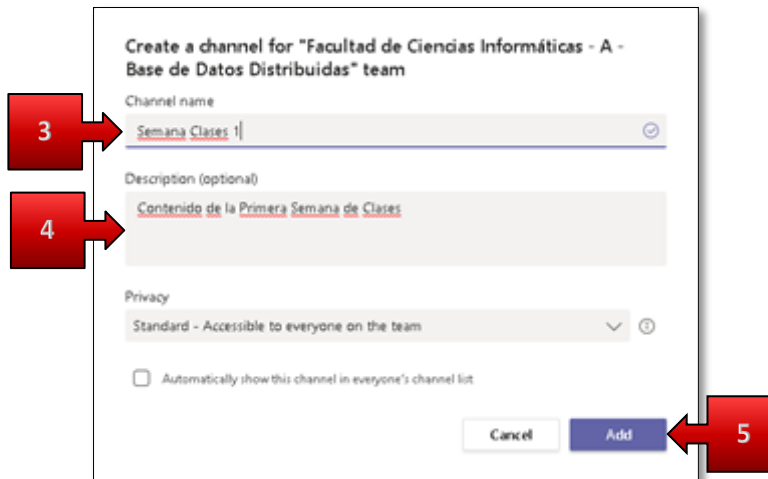 Create a channel for "Facultad de Ciencias Informáticas - A -
Base de Datos Distribuidas" team
Channel name
3
Semana Clases 1
Description (optional)
4
Contenido de la Primera Semana de Clases
Privacy
Standard - Accessible to everyone on the team
Automatically show this channel in everyone's channel list
Cancel
Add
5